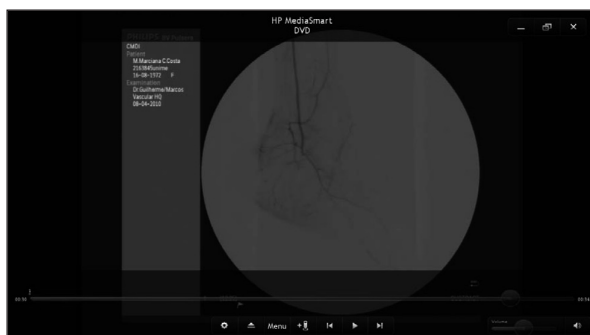 HP MediaSmart
DVD
CMDI
Patient
M.Marciana C.Costa
16-08-1972 F
Examination
Dr.Guilherme/Marcos
Vascular HQ
08-04-2010
Menu